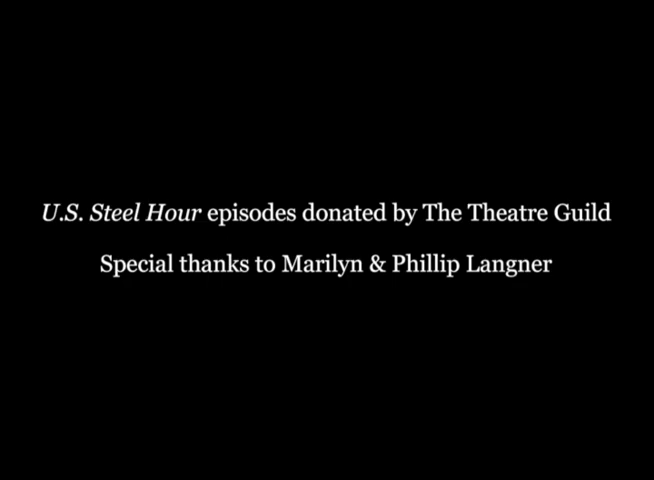 U.S. Steel Hour episodes donated by The Theatre Guild
Special thanks to Marilyn & Phillip Langner